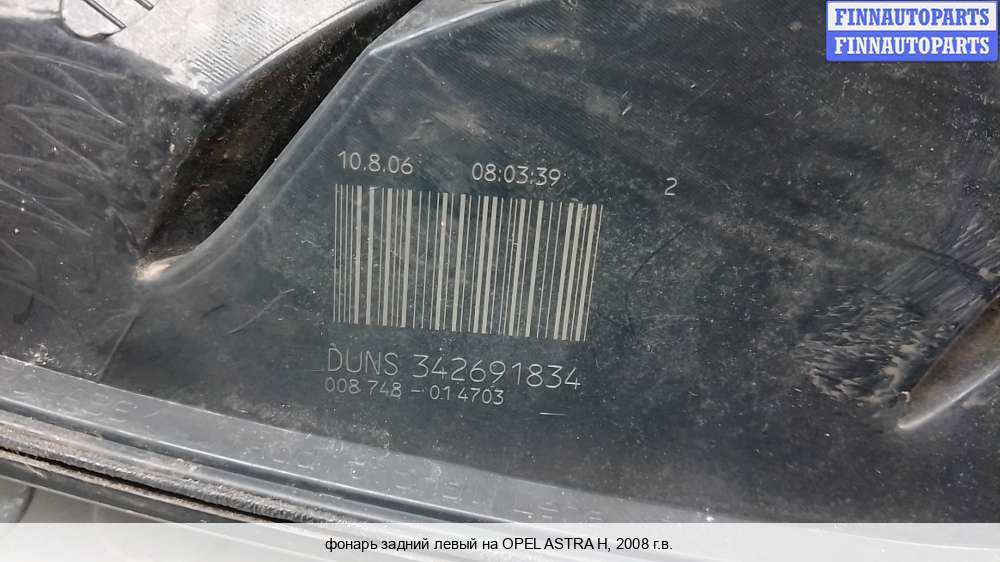 FINNAUTOPARTS
FINNAUTOPARTS
10.8.06 08:03:39 2
DUNS 342691834
008 748 - 01 4703
фонарь задний левый на OPEL ASTRA H, 2008 г.в.